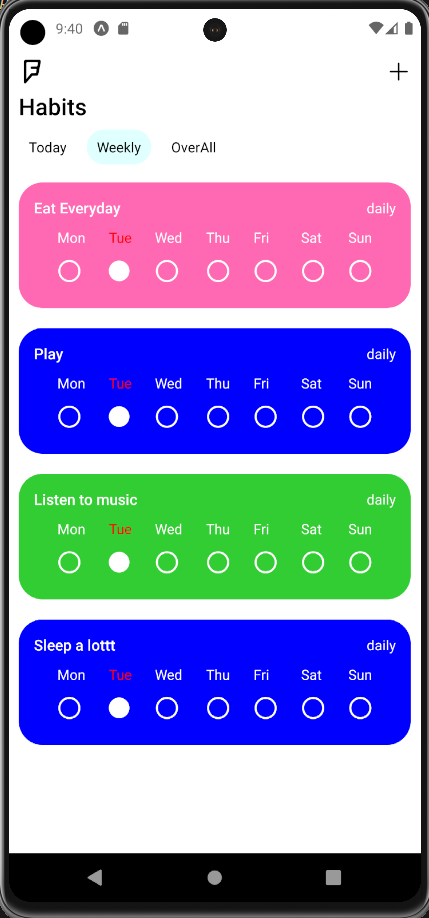 9:40
Habits
Today Weekly OverAll
Eat Everyday daily
Mon Tue Wed Thu Fri Sat Sun
Play daily
Mon Tue Wed Thu Fri Sat Sun
Listen to music daily
Mon Tue Wed Thu Fri Sat Sun
Sleep a lottt daily
Mon Tue Wed Thu Fri Sat Sun